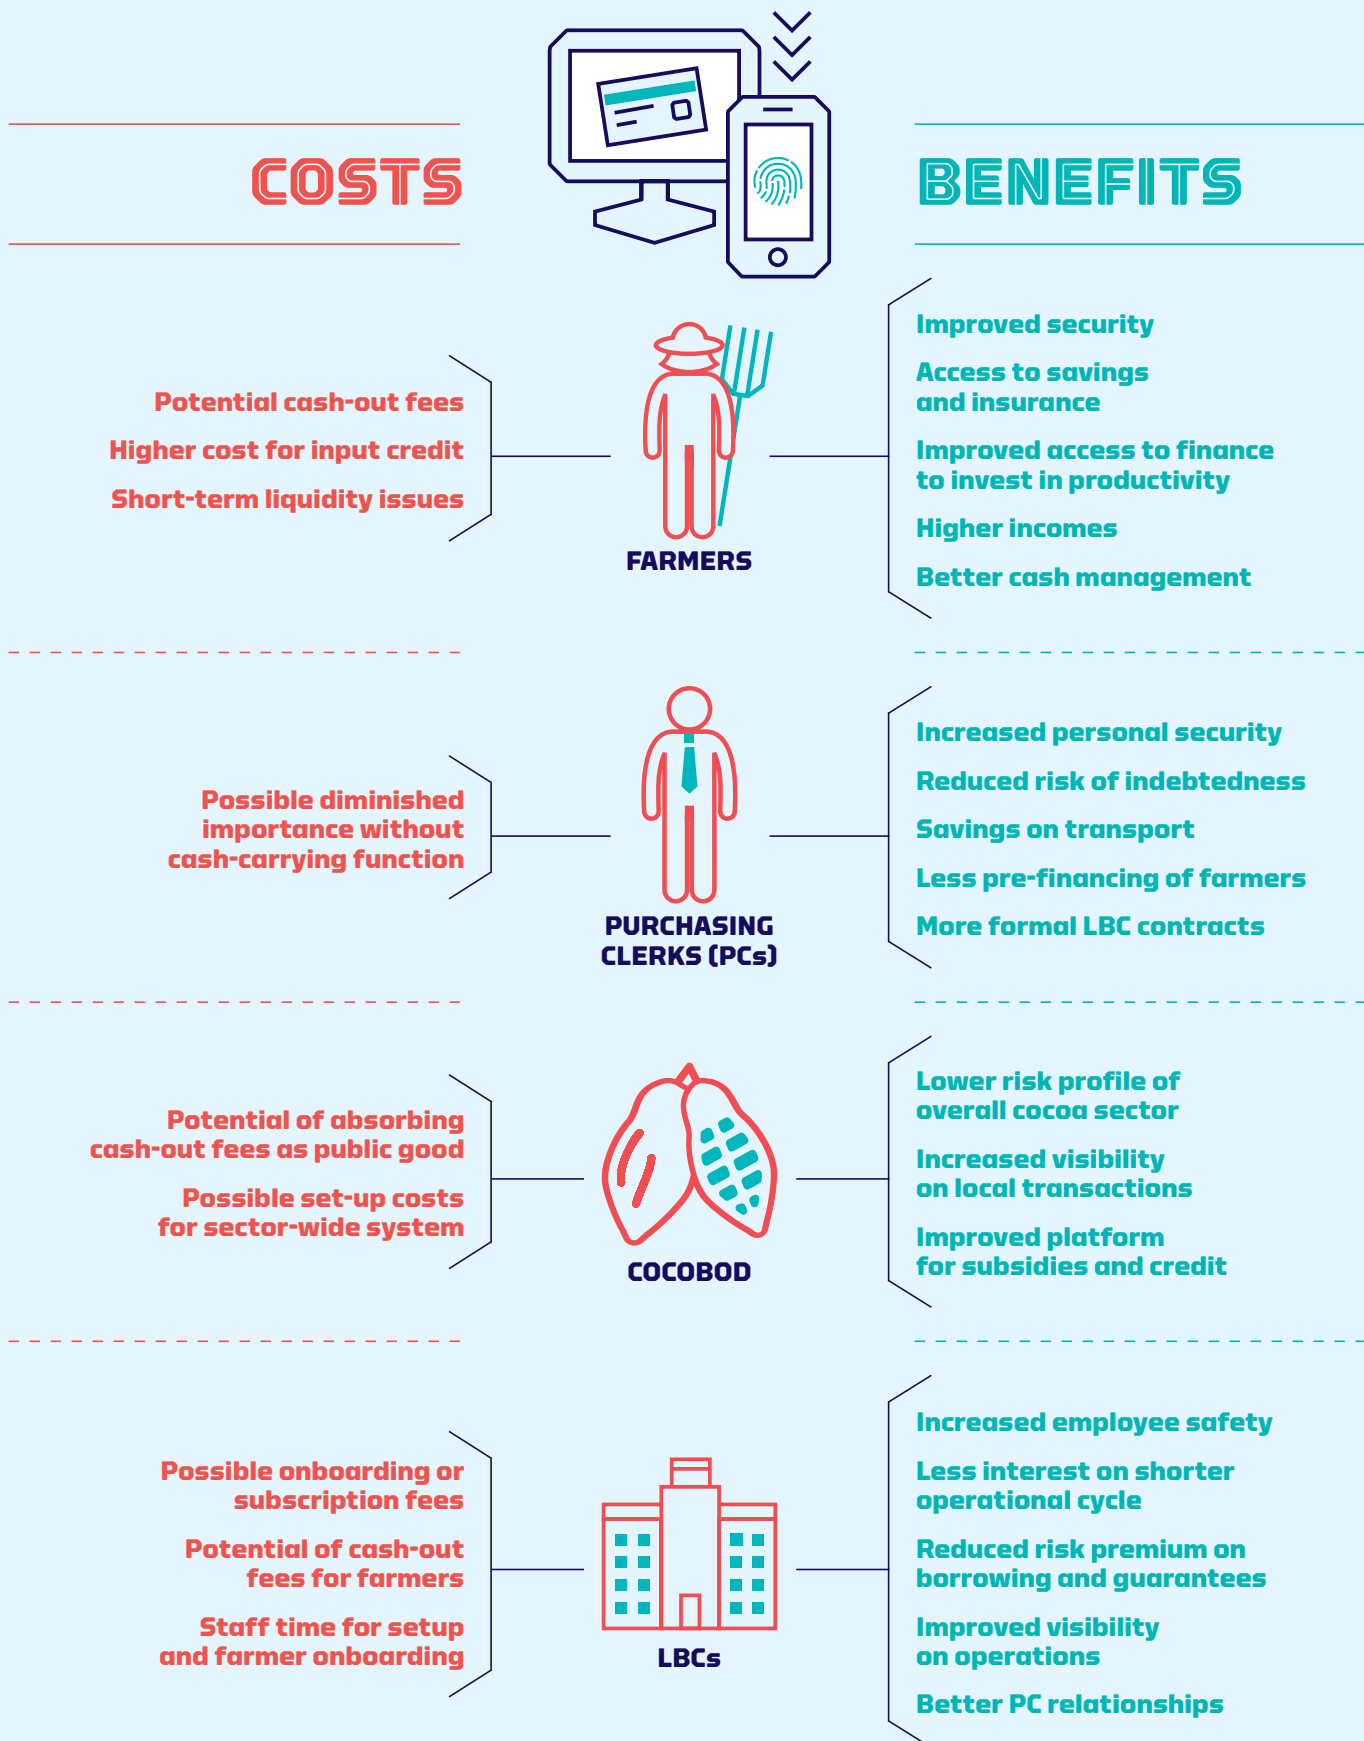 COSTS
BENEFITS
Potential cash-out fees
Higher cost for input credit
Short-term liquidity issues
FARMERS
Improved security
Access to savings
and insurance
Improved access to finance
to invest in productivity
Higher incomes
Better cash management
Possible diminished
importance without
cash-carrying function
PURCHASING
CLERKS (PCs)
Increased personal security
Reduced risk of indebtedness
Savings on transport
Less pre-financing of farmers
More formal LBC contracts
Potential of absorbing
cash-out fees as public good
Possible set-up costs
for sector-wide system
COCOBOD
Lower risk profile of
overall cocoa sector
Increased visibility
on local transactions
Improved platform
for subsidies and credit
Possible onboarding or
subscription fees
Potential of cash-out
fees for farmers
Staff time for setup
and farmer onboarding
LBCs
Increased employee safety
Less interest on shorter
operational cycle
Reduced risk premium on
borrowing and guarantees
Improved visibility
on operations
Better PC relationships